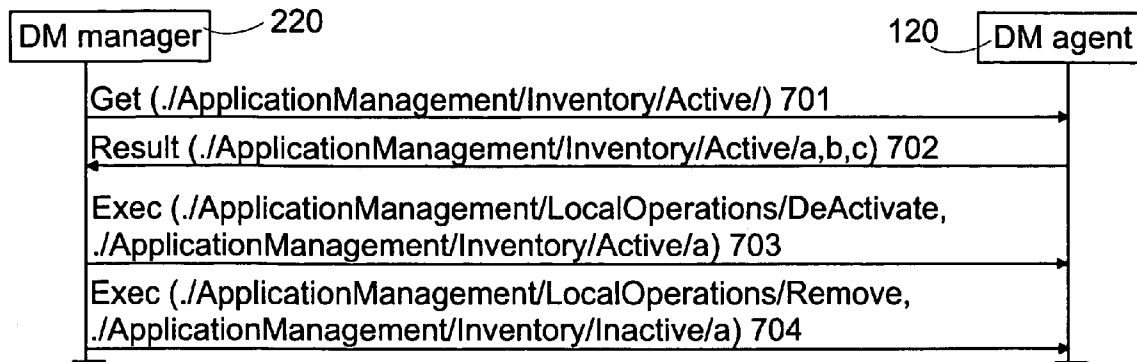 DM manager 220
120 DM agent
Get (./ApplicationManagement/Inventory/Active/) 701
Result (./ApplicationManagement/Inventory/Active/a,b,c) 702
Exec (./ApplicationManagement/LocalOperations/DeActivate,
./ApplicationManagement/Inventory/Active/a) 703
Exec (./ApplicationManagement/LocalOperations/Remove,
./ApplicationManagement/Inventory/Inactive/a) 704